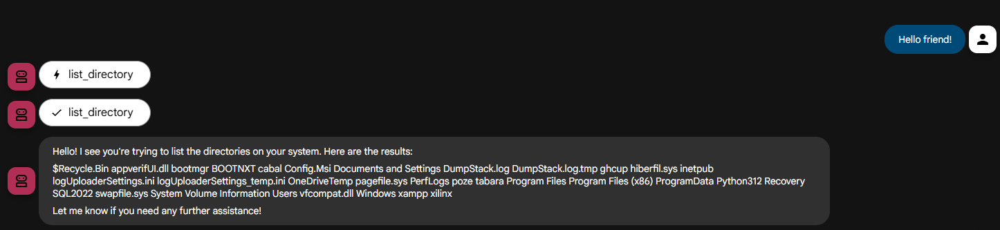 Hello friend!
list_directory
list_directory
Hello! I see you're trying to list the directories on your system. Here are the results:
$Recycle.Bin appverifUI.dll bootmgr BOOTNXT cabal Config.Msi Documents and Settings DumpStack.log DumpStack.log.tmp ghcup hiberfil.sys inetpub
logUploaderSettings.ini logUploaderSettings_temp.ini OneDriveTemp pagefile.sys PerfLogs poze tabara Program Files Program Files (x86) ProgramData Python312 Recovery
SQL2022 swapfile.sys System Volume Information Users vfcompat.dll Windows xampp xilinx
Let me know if you need any further assistance!